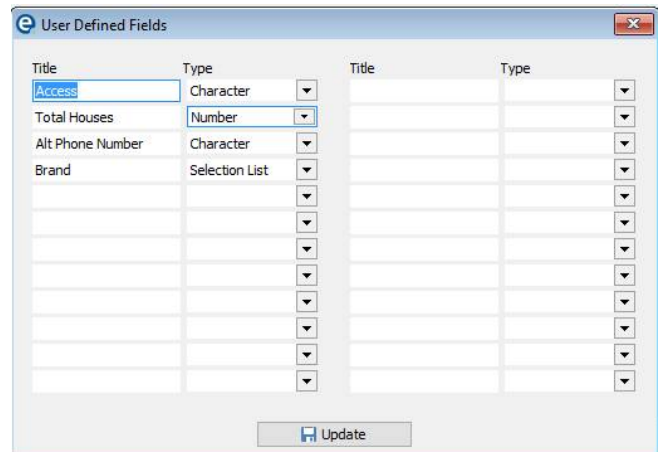 User Defined Fields
Title Type Title Type
Access Character
Total Houses Number
Alt Phone Number Character
Brand Selection List
Update